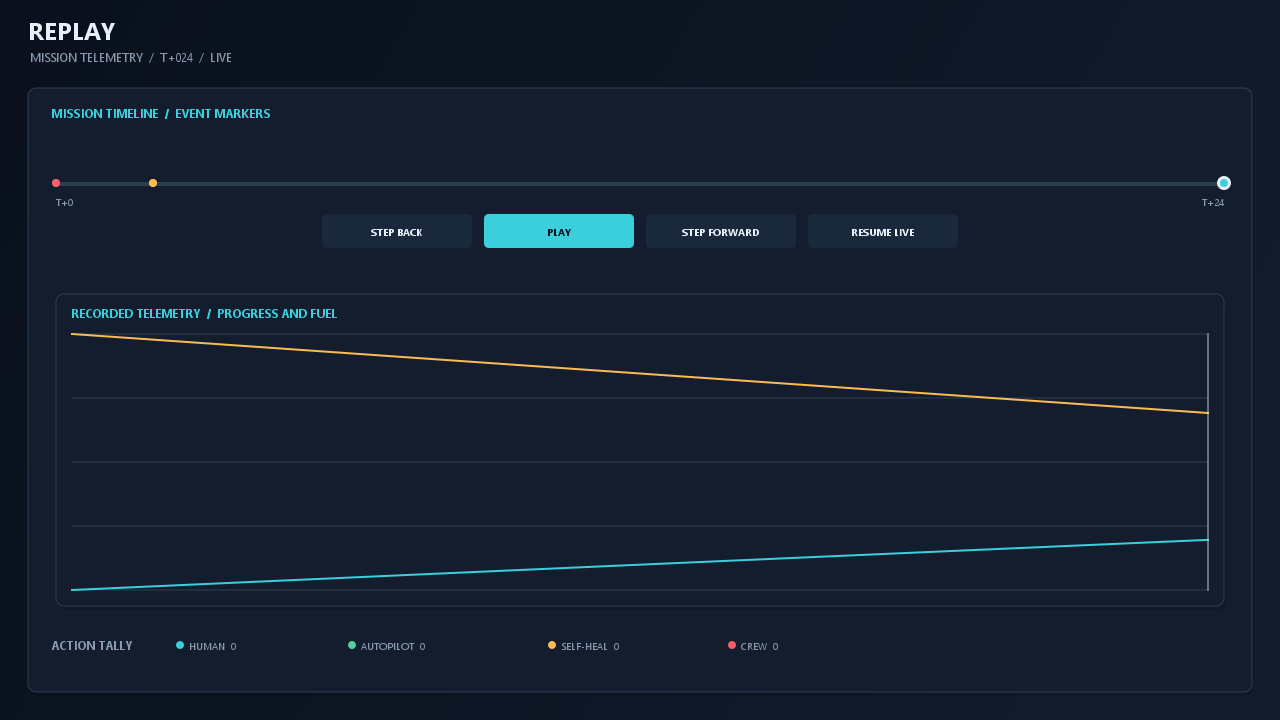 REPLAY
MISSION TELEMETRY / T+024 / LIVE
MISSION TIMELINE / EVENT MARKERS
T+0
T+24
STEP BACK
PLAY
STEP FORWARD
RESUME LIVE
RECORDED TELEMETRY / PROGRESS AND FUEL
ACTION TALLY
HUMAN 0
AUTOPILOT 0
SELF-HEAL 0
CREW 0